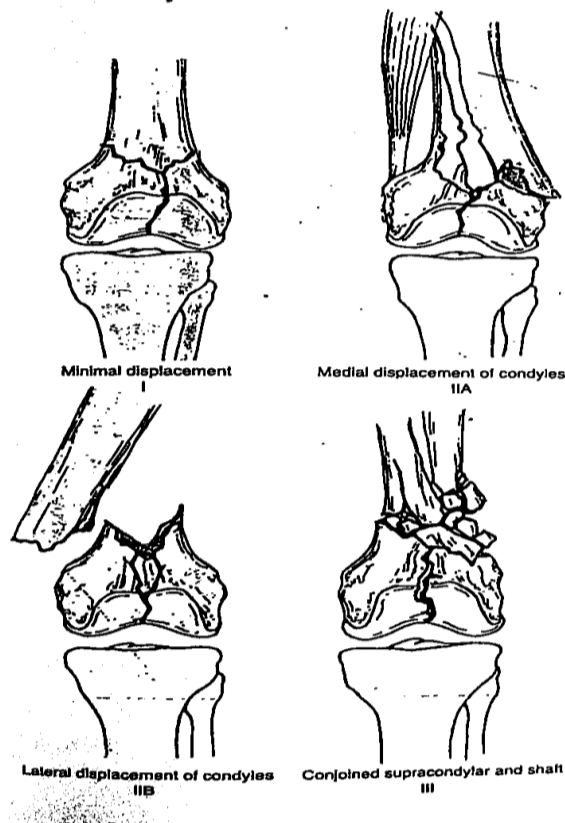 Minimal displacement
I
Medial displacement of condyles
IIA
Lateral displacement of condyles
IIB
Conjoined supracondylar and shaft
III